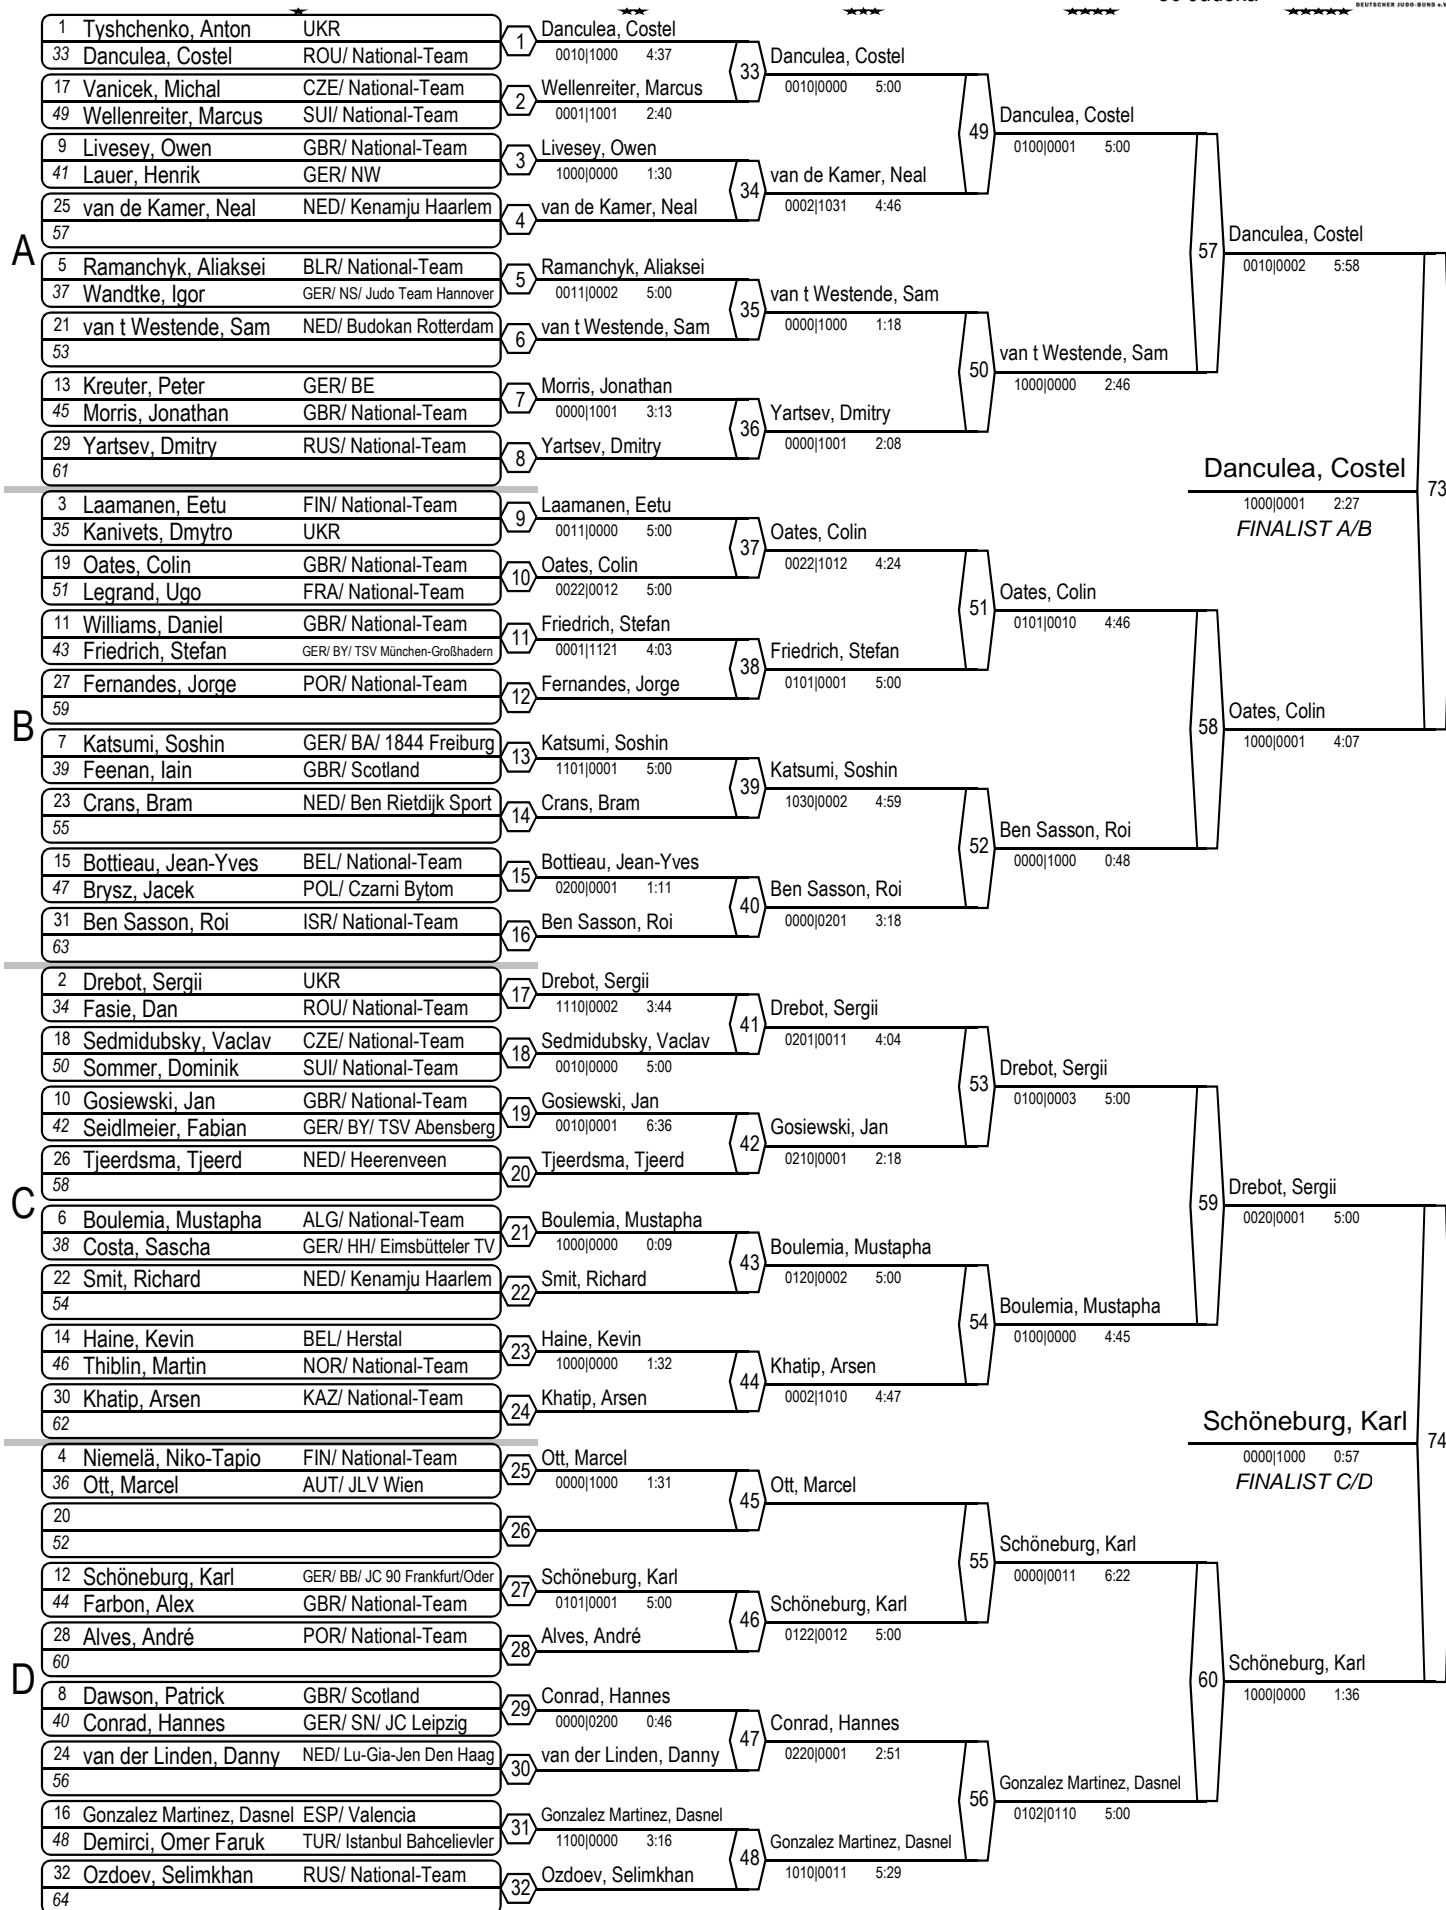 DEUTSCHER JUDO-BUND e.V.
1 Tyshchenko, Anton UKR
33 Danculea, Costel ROU/ National-Team
1
Danculea, Costel
0010|1000 4:37
17 Vanicek, Michal CZE/ National-Team
49 Wellenreiter, Marcus SUI/ National-Team
2
Wellenreiter, Marcus
0001|1001 2:40
33
Danculea, Costel
0010|0000 5:00
9 Livesey, Owen GBR/ National-Team
41 Lauer, Henrik GER/ NW
3
Livesey, Owen
1000|0000 1:30
25 van de Kamer, Neal NED/ Kenamju Haarlem
57
4
van de Kamer, Neal
34
van de Kamer, Neal
0002|1031 4:46
49
Danculea, Costel
0100|0001 5:00
A
5 Ramanchyk, Aliaksei BLR/ National-Team
37 Wandtke, Igor GER/ NS/ Judo Team Hannover
5
Ramanchyk, Aliaksei
0011|0002 5:00
21 van t Westende, Sam NED/ Budokan Rotterdam
53
6
van t Westende, Sam
35
van t Westende, Sam
0000|1000 1:18
13 Kreuter, Peter GER/ BE
45 Morris, Jonathan GBR/ National-Team
7
Morris, Jonathan
0000|1001 3:13
29 Yartsev, Dmitry RUS/ National-Team
61
8
Yartsev, Dmitry
36
Yartsev, Dmitry
0000|1001 2:08
50
van t Westende, Sam
1000|0000 2:46
57
Danculea, Costel
0010|0002 5:58
Danculea, Costel
1000|0001 2:27
FINALIST A/B
73
3 Laamanen, Eetu FIN/ National-Team
35 Kanivets, Dmytro UKR
9
Laamanen, Eetu
0011|0000 5:00
19 Oates, Colin GBR/ National-Team
51 Legrand, Ugo FRA/ National-Team
10
Oates, Colin
0022|0012 5:00
37
Oates, Colin
0022|1012 4:24
11 Williams, Daniel GBR/ National-Team
43 Friedrich, Stefan GER/ BY/ TSV München-Großhadern
11
Friedrich, Stefan
0001|1121 4:03
27 Fernandes, Jorge POR/ National-Team
59
12
Fernandes, Jorge
38
Friedrich, Stefan
0101|0001 5:00
51
Oates, Colin
0101|0010 4:46
B
7 Katsumi, Soshin GER/ BA/ 1844 Freiburg
39 Feenan, Iain GBR/ Scotland
13
Katsumi, Soshin
1101|0001 5:00
23 Crans, Bram NED/ Ben Rietdijk Sport
55
14
Crans, Bram
39
Katsumi, Soshin
1030|0002 4:59
15 Bottieau, Jean-Yves BEL/ National-Team
47 Brysz, Jacek POL/ Czarni Bytom
15
Bottieau, Jean-Yves
0200|0001 1:11
31 Ben Sasson, Roi ISR/ National-Team
63
16
Ben Sasson, Roi
40
Ben Sasson, Roi
0000|0201 3:18
52
Ben Sasson, Roi
0000|1000 0:48
58
Oates, Colin
1000|0001 4:07
2 Drebot, Sergii UKR
34 Fasie, Dan ROU/ National-Team
17
Drebot, Sergii
1110|0002 3:44
18 Sedmidubsky, Vaclav CZE/ National-Team
50 Sommer, Dominik SUI/ National-Team
18
Sedmidubsky, Vaclav
0010|0000 5:00
41
Drebot, Sergii
0201|0011 4:04
10 Gosiewski, Jan GBR/ National-Team
42 Seidlmeier, Fabian GER/ BY/ TSV Abensberg
19
Gosiewski, Jan
0010|0001 6:36
26 Tjeerdsma, Tjeerd NED/ Heerenveen
58
20
Tjeerdsma, Tjeerd
42
Gosiewski, Jan
0210|0001 2:18
53
Drebot, Sergii
0100|0003 5:00
C
6 Boulemia, Mustapha ALG/ National-Team
38 Costa, Sascha GER/ HH/ Eimsbütteler TV
21
Boulemia, Mustapha
1000|0000 0:09
22 Smit, Richard NED/ Kenamju Haarlem
54
22
Smit, Richard
43
Boulemia, Mustapha
0120|0002 5:00
14 Haine, Kevin BEL/ Herstal
46 Thiblin, Martin NOR/ National-Team
23
Haine, Kevin
1000|0000 1:32
30 Khatip, Arsen KAZ/ National-Team
62
24
Khatip, Arsen
44
Khatip, Arsen
0002|1010 4:47
54
Boulemia, Mustapha
0100|0000 4:45
59
Drebot, Sergii
0020|0001 5:00
Schöneburg, Karl
0000|1000 0:57
FINALIST C/D
74
4 Niemelä, Niko-Tapio FIN/ National-Team
36 Ott, Marcel AUT/ JLV Wien
25
Ott, Marcel
0000|1000 1:31
20
52
26
45
Ott, Marcel
12 Schöneburg, Karl GER/ BB/ JC 90 Frankfurt/Oder
44 Farbon, Alex GBR/ National-Team
27
Schöneburg, Karl
0101|0001 5:00
28 Alves, André POR/ National-Team
60
28
Alves, André
46
Schöneburg, Karl
0122|0012 5:00
55
Schöneburg, Karl
0000|0011 6:22
D
8 Dawson, Patrick GBR/ Scotland
40 Conrad, Hannes GER/ SN/ JC Leipzig
29
Conrad, Hannes
0000|0200 0:46
24 van der Linden, Danny NED/ Lu-Gia-Jen Den Haag
56
30
van der Linden, Danny
47
Conrad, Hannes
0220|0001 2:51
16 Gonzalez Martinez, Dasnel ESP/ Valencia
48 Demirci, Omer Faruk TUR/ Istanbul Bahcelievler
31
Gonzalez Martinez, Dasnel
1100|0000 3:16
32 Ozdoev, Selimkhan RUS/ National-Team
64
32
Ozdoev, Selimkhan
48
Gonzalez Martinez, Dasnel
1010|0011 5:29
56
Gonzalez Martinez, Dasnel
0102|0110 5:00
60
Schöneburg, Karl
1000|0000 1:36